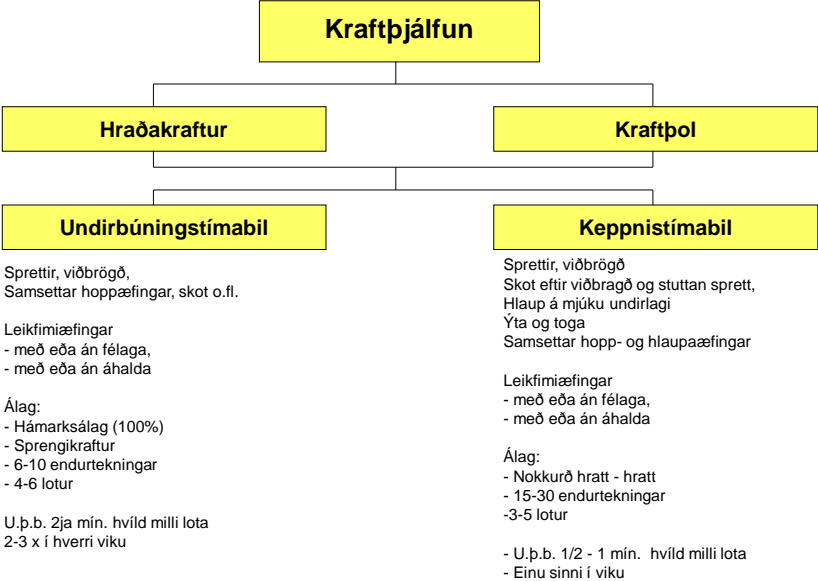 Kraftþjálfun
Hraðakraftur
Kraftþol
Undirbúningstímabil
Keppnistímabil
Sprettir, viðbrögð,
Samsettar hoppæfingar, skot o.fl.
Leikfimiæfingar
- með eða án félaga,
- með eða án áhalda
Álag:
- Hámarksálag (100%)
- Sprengikraftur
- 6-10 endurtekningar
- 4-6 lotur
U.þ.b. 2ja mín. hvíld milli lota
2-3 x í hverri viku
Sprettir, viðbrögð
Skot eftir viðbragð og stuttan sprett,
Hlaup á mjúku undirlagi
Ýta og toga
Samsettar hopp- og hlaupaæfingar
Leikfimiæfingar
- með eða án félaga,
- með eða án áhalda
Álag:
- Nokkurð hratt - hratt
- 15-30 endurtekningar
-3-5 lotur
- U.þ.b. 1/2 - 1 mín. hvíld milli lota
- Einu sinni í viku